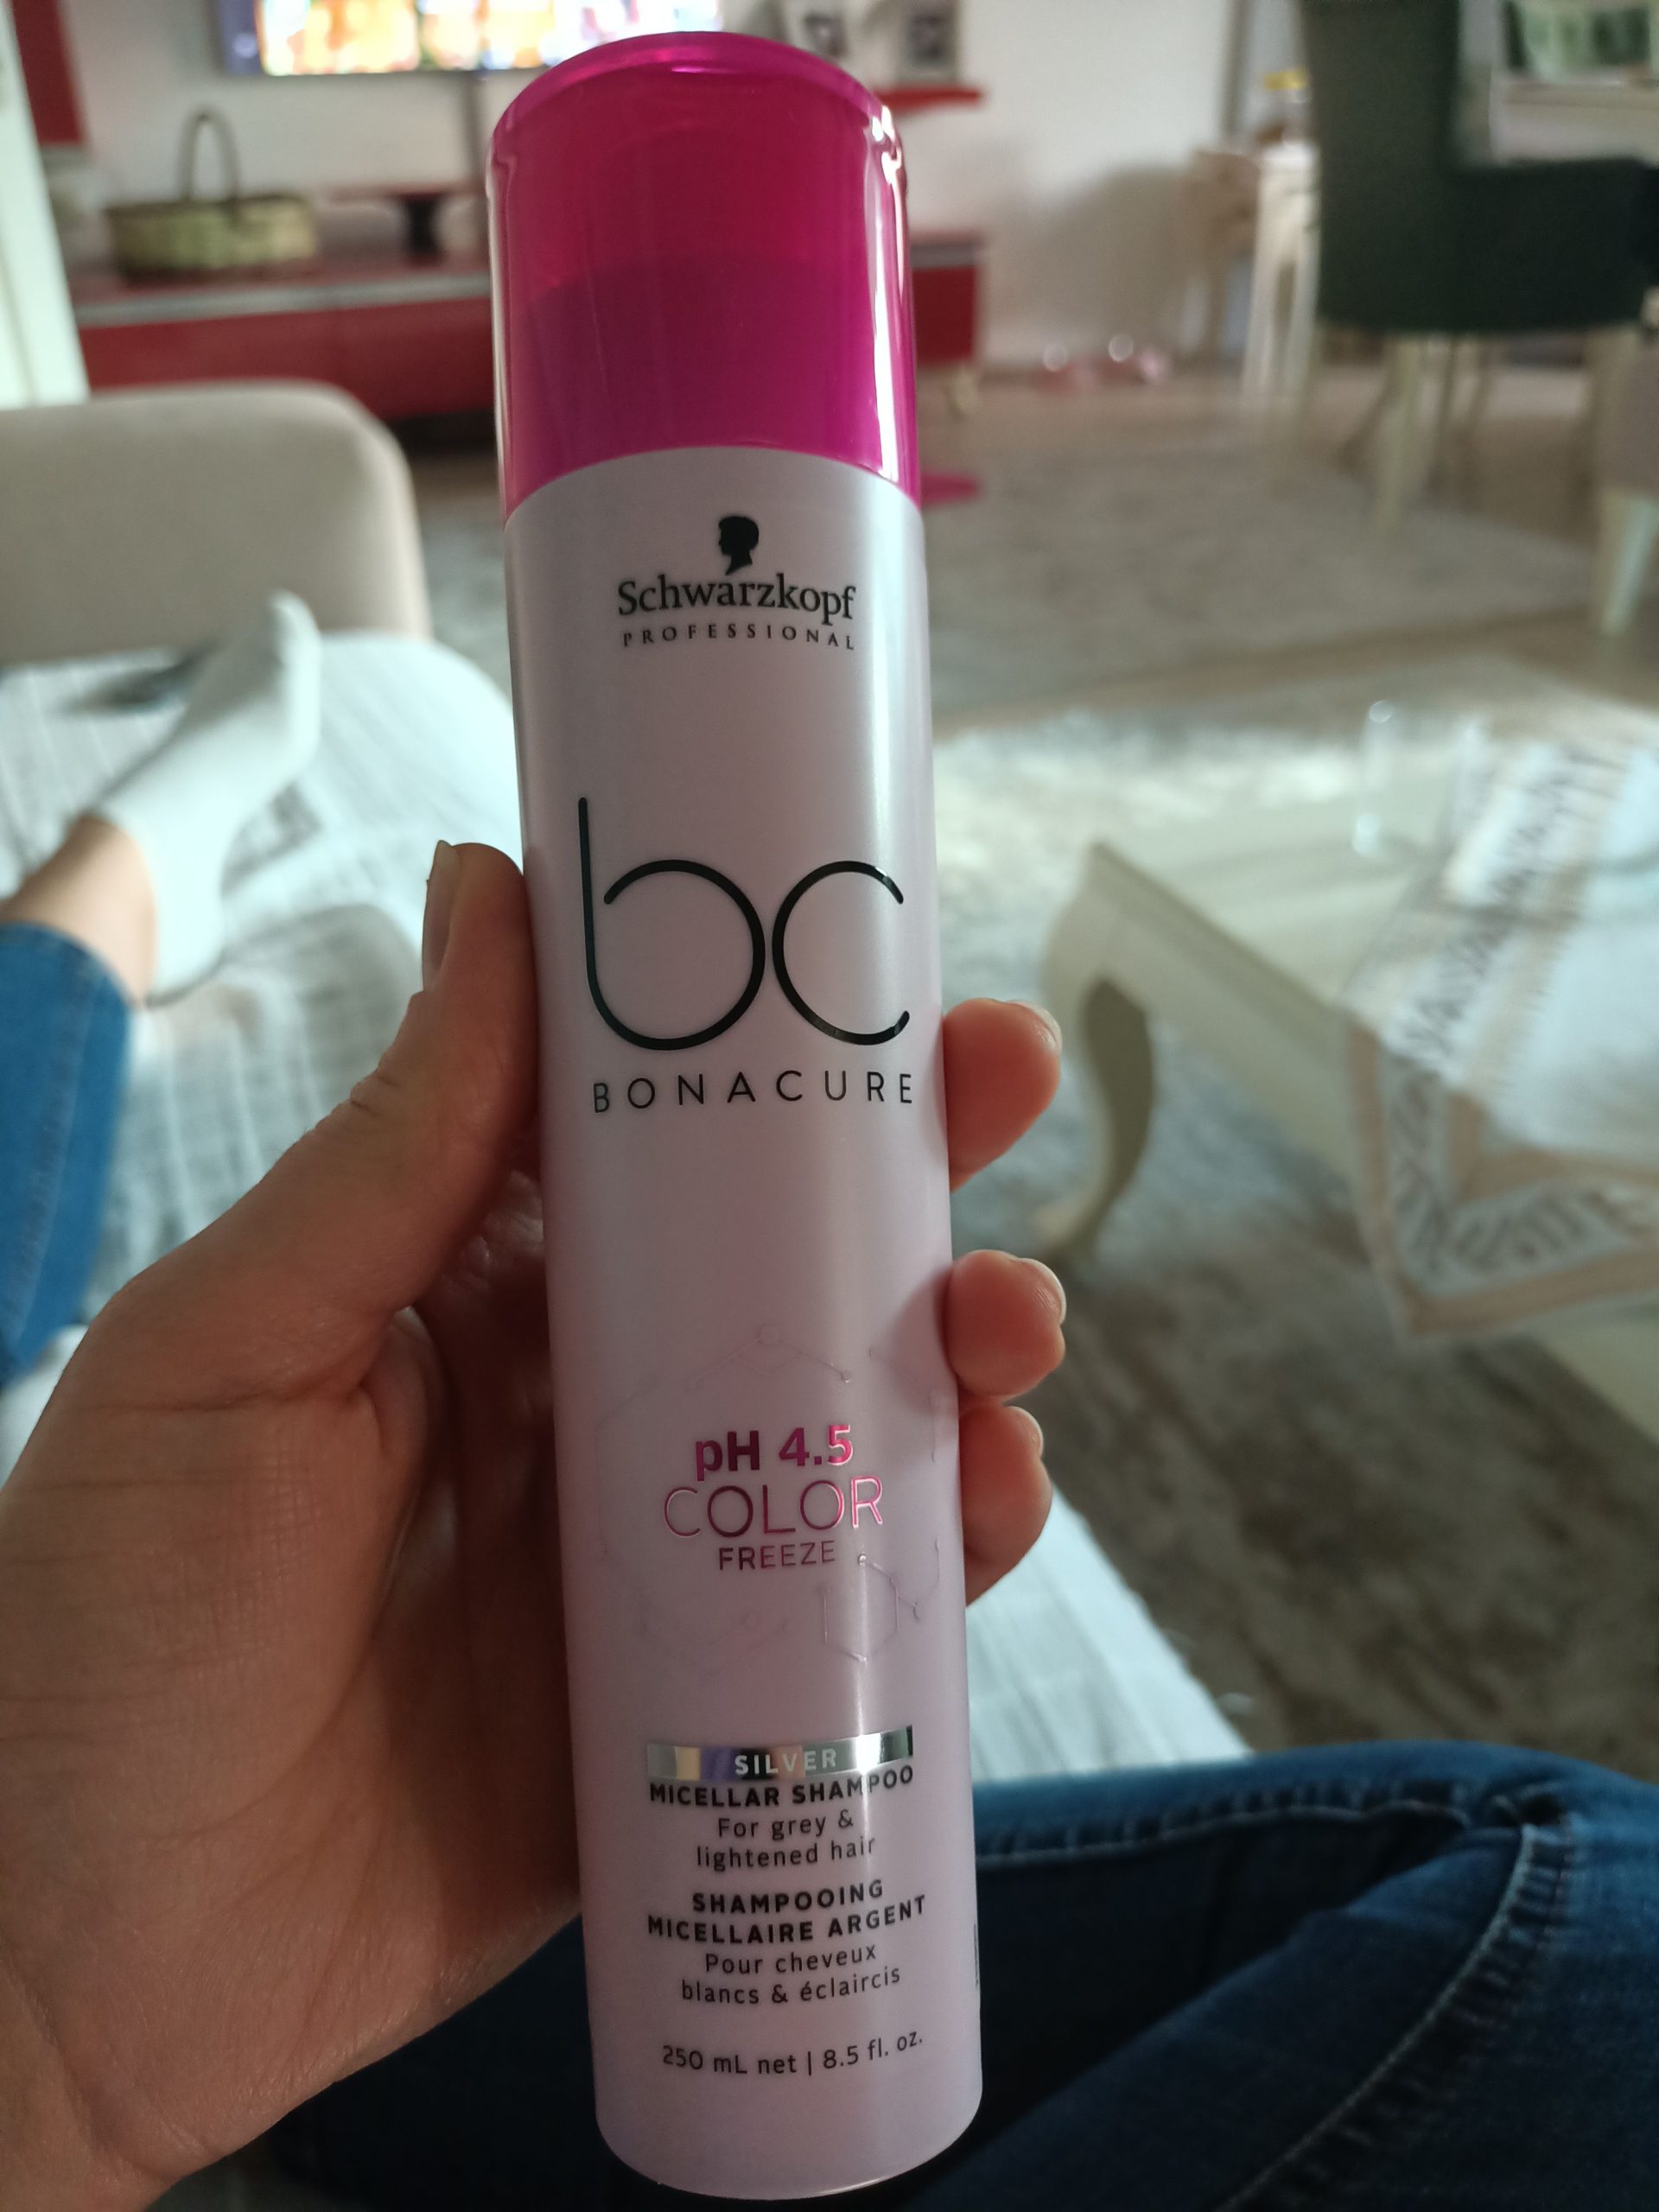 Schwarzkopf
PROFESSIONAL
bc
BONACURE
pH 4.5
COLOR
FREEZE
SILVER
MICELLAR SHAMPOO
For grey &
lightened hair
SHAMPOOING
MICELLAIRE ARGENT
Pour cheveux
blancs & éclaircis
250 mL net | 8.5 fl. oz.